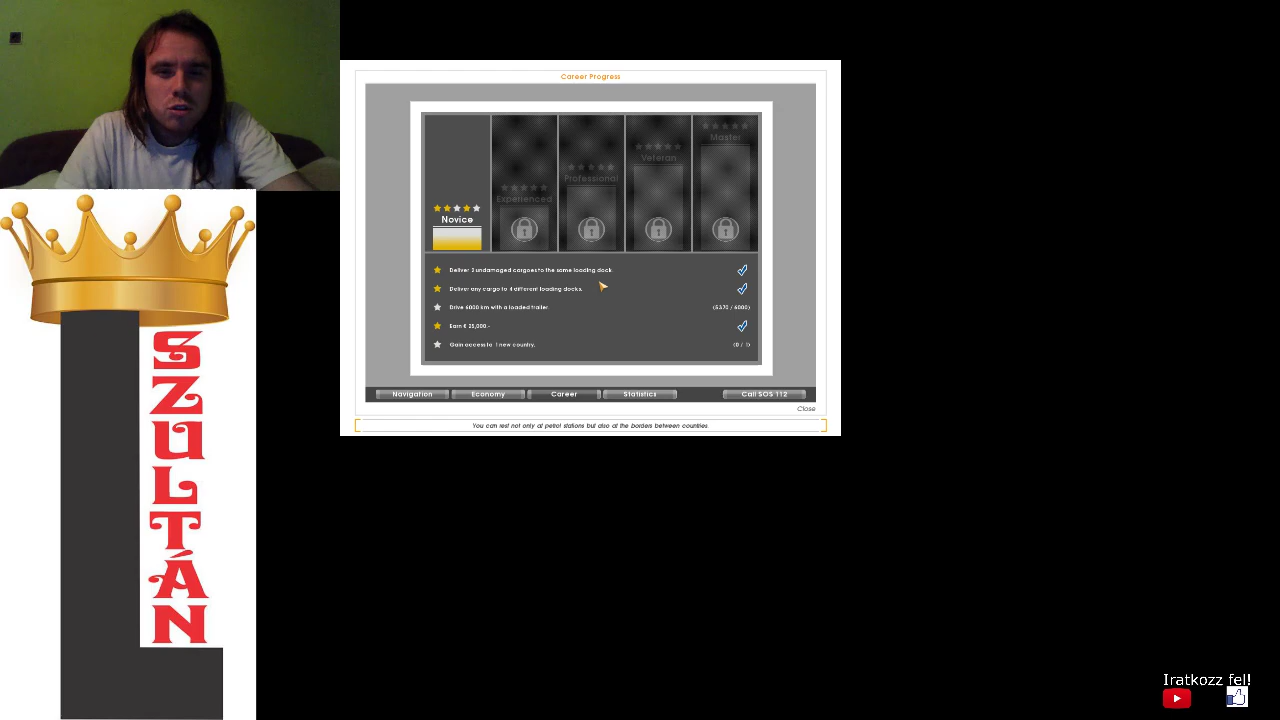 Career Progress
Master
Veteran
Professional
Experienced
Novice
Deliver 2 undamaged cargoes to the same loading dock.
Deliver any cargo to 4 different loading docks.
Drive 6000 km with a loaded trailer. (5370 / 6000)
Earn € 25,000.-
Gain access to 1 new country. (0 / 1)
Navigation Economy Career Statistics Call SOS 112
Close
You can rest not only at petrol stations but also at the borders between countries.
L
SZULTÁN
Iratkozz fel!